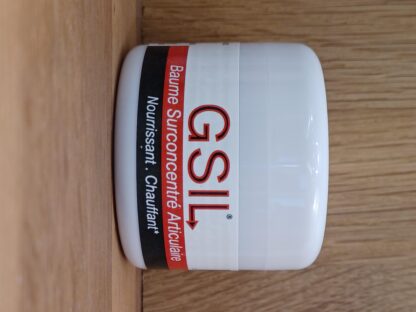 GSIL®
Baume Surconcentré Articulaire
Nourrissant . Chauffant*